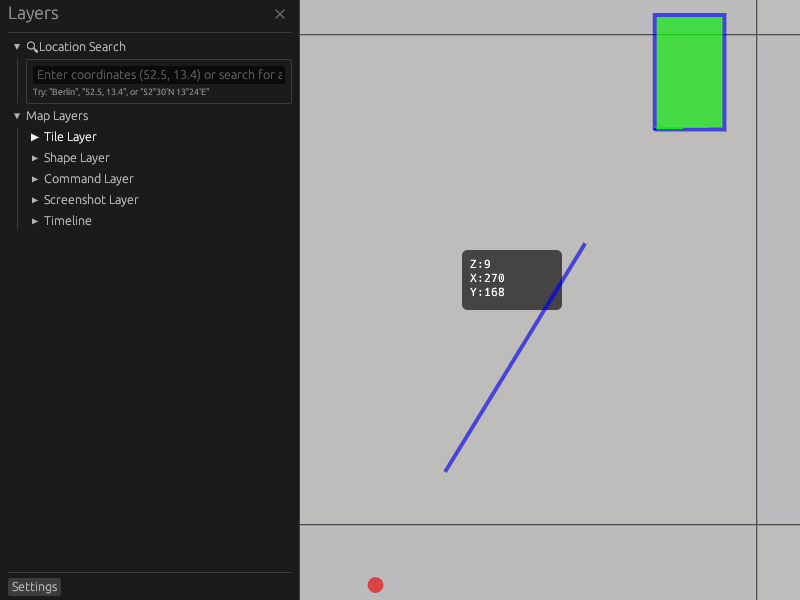 Layers
Location Search
Enter coordinates (52.5, 13.4) or search for a
Try: "Berlin", "52.5, 13.4", or "52°30'N 13°24'E"
Map Layers
Tile Layer
Shape Layer
Command Layer
Screenshot Layer
Timeline
Z:9
X:270
Y:168
Settings